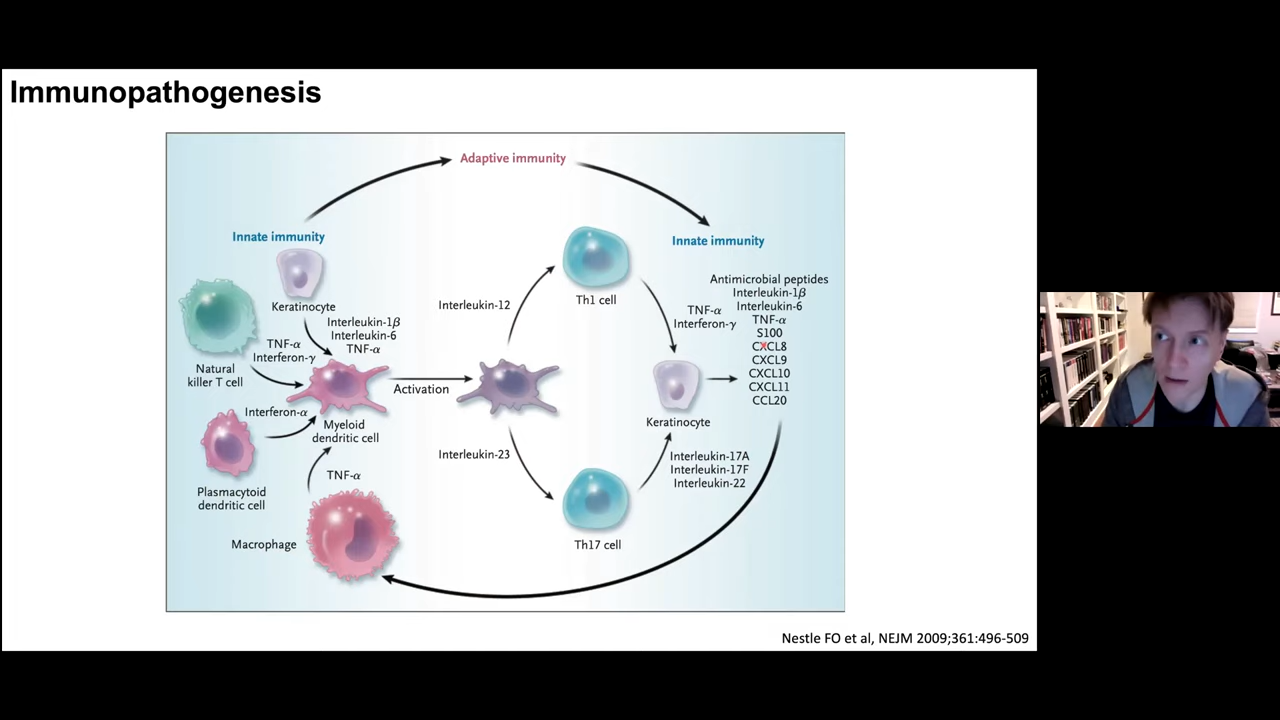 Immunopathogenesis
Adaptive immunity
Innate immunity
Keratinocyte
Interleukin-1β
Interleukin-6
TNF-α
TNF-α
Interferon-γ
Natural
killer T cell
Interferon-α
Myeloid
dendritic cell
Plasmacytoid
dendritic cell
TNF-α
Macrophage
Activation
Interleukin-12
Interleukin-23
Th1 cell
Th17 cell
TNF-α
Interferon-γ
Keratinocyte
Interleukin-17A
Interleukin-17F
Interleukin-22
Innate immunity
Antimicrobial peptides
Interleukin-1β
Interleukin-6
TNF-α
S100
CXCL8
CXCL9
CXCL10
CXCL11
CCL20
Nestle FO et al, NEJM 2009;361:496-509